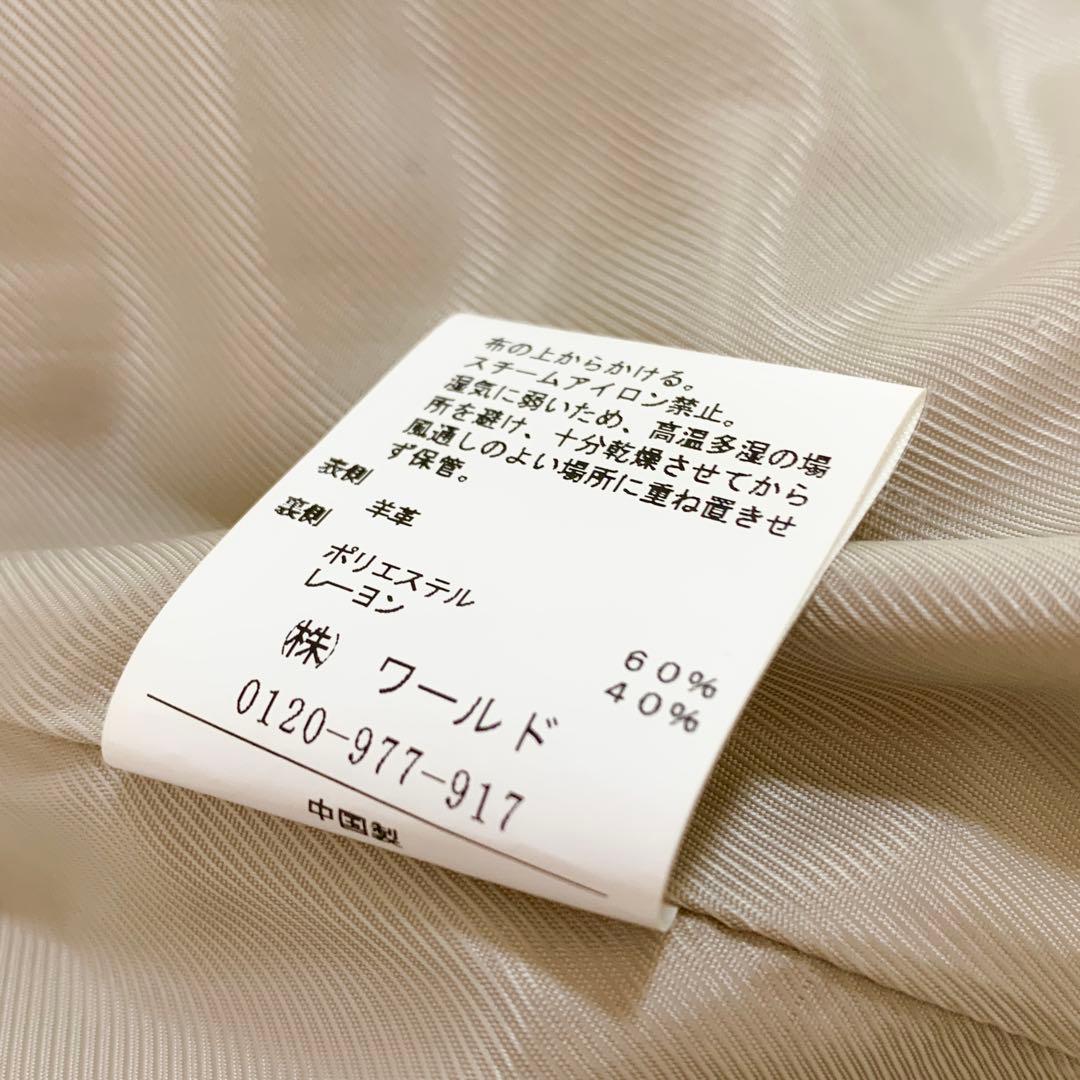 布の上からかける。
スチームアイロン禁止。
湿気に弱いため、高温多湿の場
所を避け、十分乾燥させてから
風通しのよい場所に重ね置きせ
ず保管。
表側
羊革
裏側
ポリエステル 60%
レーヨン 40%
㈱ ワールド
0120-977-917
中国製